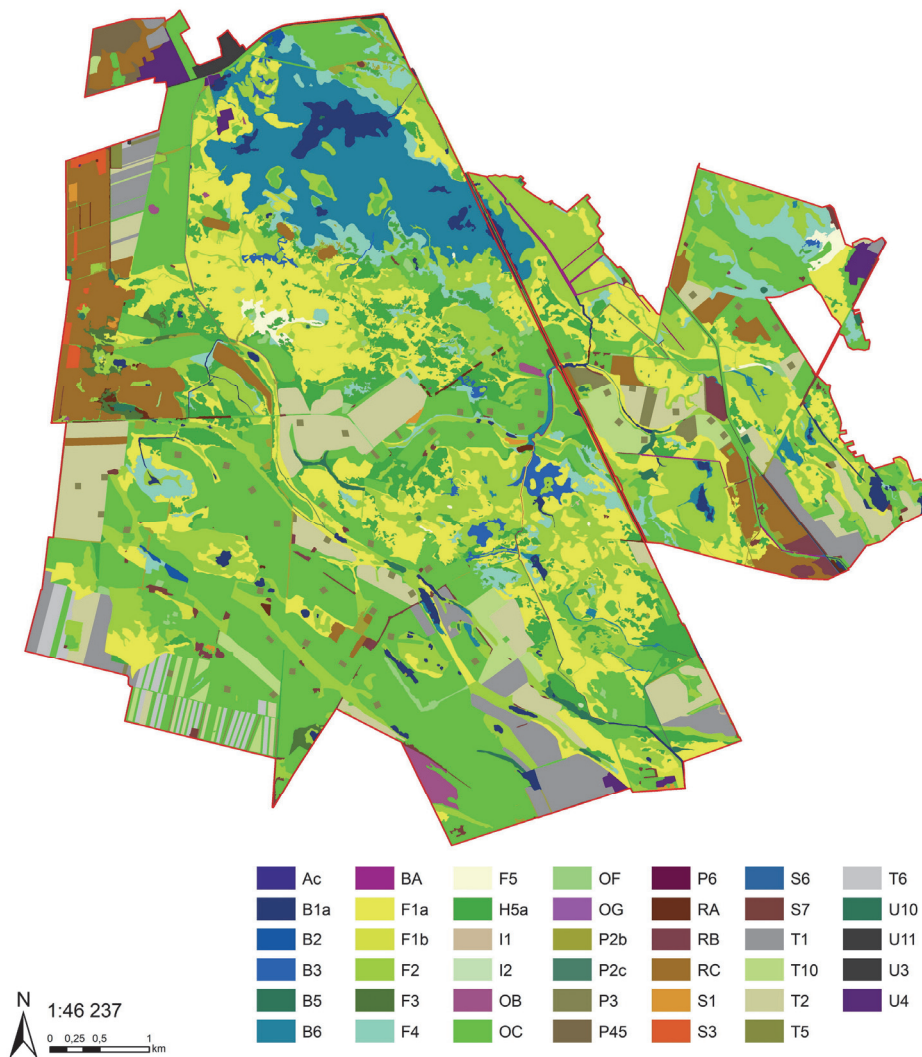 Ac BA F5 OF P6 S6 T6
B1a F1a H5a OG RA S7 U10
B2 F1b I1 P2b RB T1 U11
B3 F2 I2 P2c RC T10 U3
B5 F3 OB P3 S1 T2 U4
B6 F4 OC P45 S3 T5
N
1:46 237
0 0,25 0,5 1
km